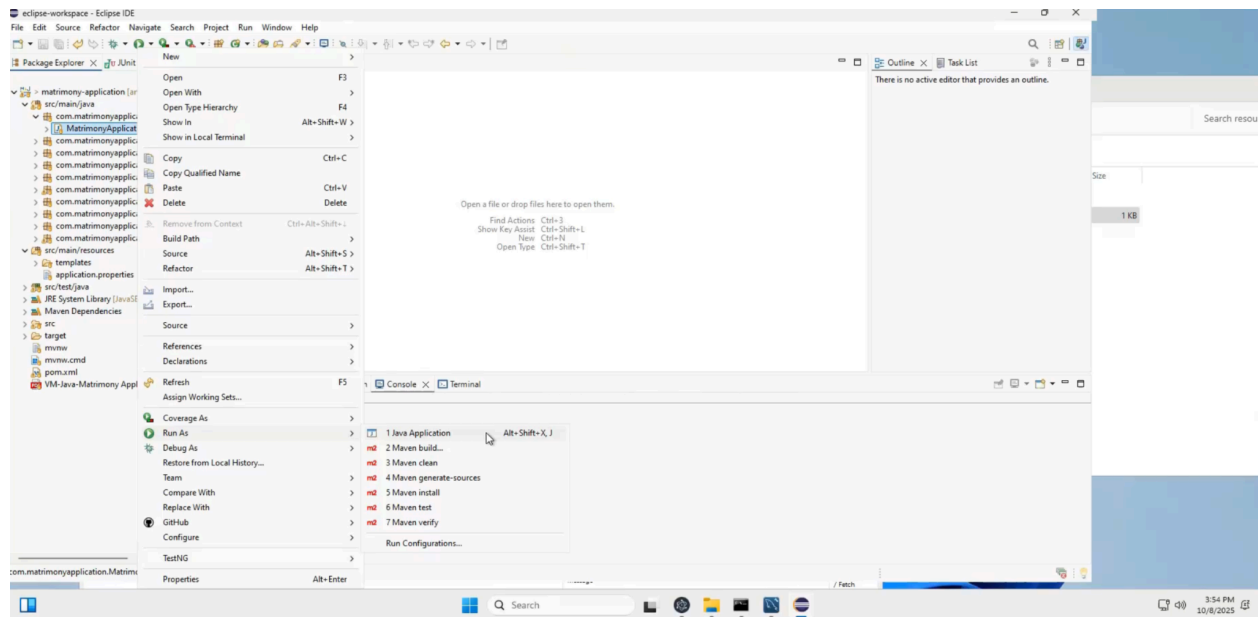 eclipse-workspace - Eclipse IDE
File Edit Source Refactor Navigate Search Project Run Window Help
Package Explorer JUnit
matrimony-application [ar
src/main/java
com.matrimonyapplic
MatrimonyApplicat
com.matrimonyapplic
com.matrimonyapplic
com.matrimonyapplic
com.matrimonyapplic
com.matrimonyapplic
com.matrimonyapplic
com.matrimonyapplic
com.matrimonyapplic
com.matrimonyapplic
src/main/resources
templates
application.properties
src/test/java
JRE System Library [JavaSE
Maven Dependencies
src
target
mvnw
mvnw.cmd
pom.xml
VM-Java-Matrimony Appl
com.matrimonyapplication.Matrimo
New
Open F3
Open With
Open Type Hierarchy F4
Show In Alt+Shift+W
Show in Local Terminal
Copy Ctrl+C
Copy Qualified Name
Paste Ctrl+V
Delete Delete
Remove from Context Ctrl+Alt+Shift+↓
Build Path
Source Alt+Shift+S
Refactor Alt+Shift+T
Import...
Export...
Source
References
Declarations
Refresh F5
Assign Working Sets...
Coverage As
Run As
Debug As
Restore from Local History...
Team
Compare With
Replace With
GitHub
Configure
TestNG
Properties Alt+Enter
1 Java Application Alt+Shift+X, J
2 Maven build...
3 Maven clean
4 Maven generate-sources
5 Maven install
6 Maven test
7 Maven verify
Run Configurations...
Open a file or drop files here to open them.
Find Actions Ctrl+3
Show Key Assist Ctrl+Shift+L
New Ctrl+N
Open Type Ctrl+Shift+T
Console Terminal
Outline Task List
There is no active editor that provides an outline.
Search resou
Size
1 KB
/ Fetch
Search
3:54 PM
10/8/2025